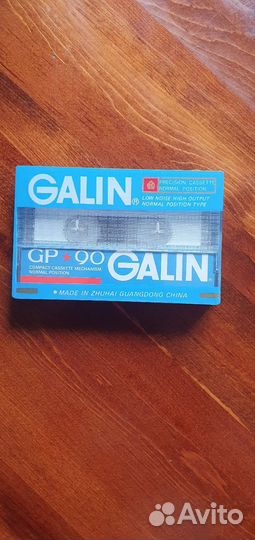 GALIN®
PRECISION CASSETTE
NORMAL POSITION
LOW NOISE HIGH OUTPUT
NORMAL POSITION TYPE
GP★90 GALIN
COMPACT CASSETTE MECHANISM
NORMAL POSITION
★ MADE IN ZHUHAI GUANGDONG CHINA
Avito